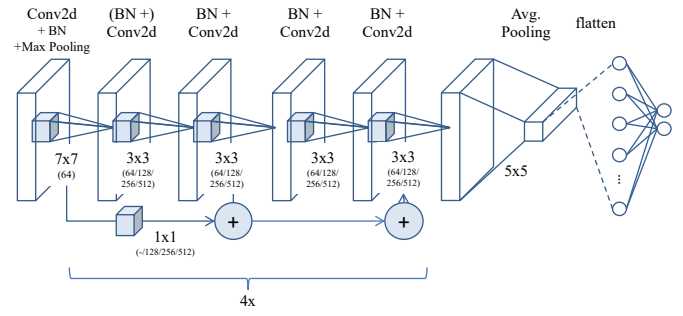 Conv2d
+ BN
+Max Pooling
(BN +)
Conv2d
BN +
Conv2d
BN +
Conv2d
BN +
Conv2d
Avg.
Pooling
flatten
7x7
(64)
3x3
(64/128/
256/512)
3x3
(64/128/
256/512)
3x3
(64/128/
256/512)
3x3
(64/128/
256/512)
5x5
...
+
+
1x1
(-/128/256/512)
4x